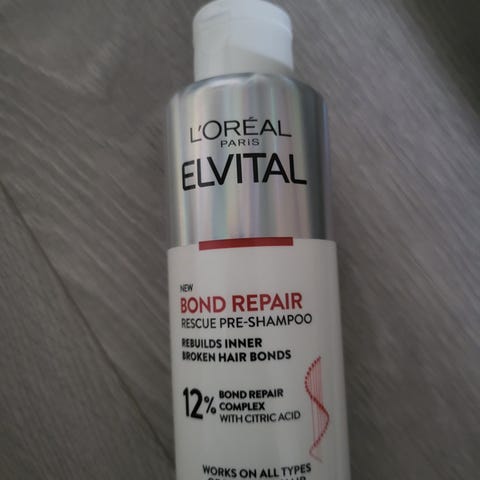 L'ORÉAL
PARIS
ELVITAL
NEW
BOND REPAIR
RESCUE PRE-SHAMPOO
REBUILDS INNER
BROKEN HAIR BONDS
12% BOND REPAIR
COMPLEX
WITH CITRIC ACID
WORKS ON ALL TYPES